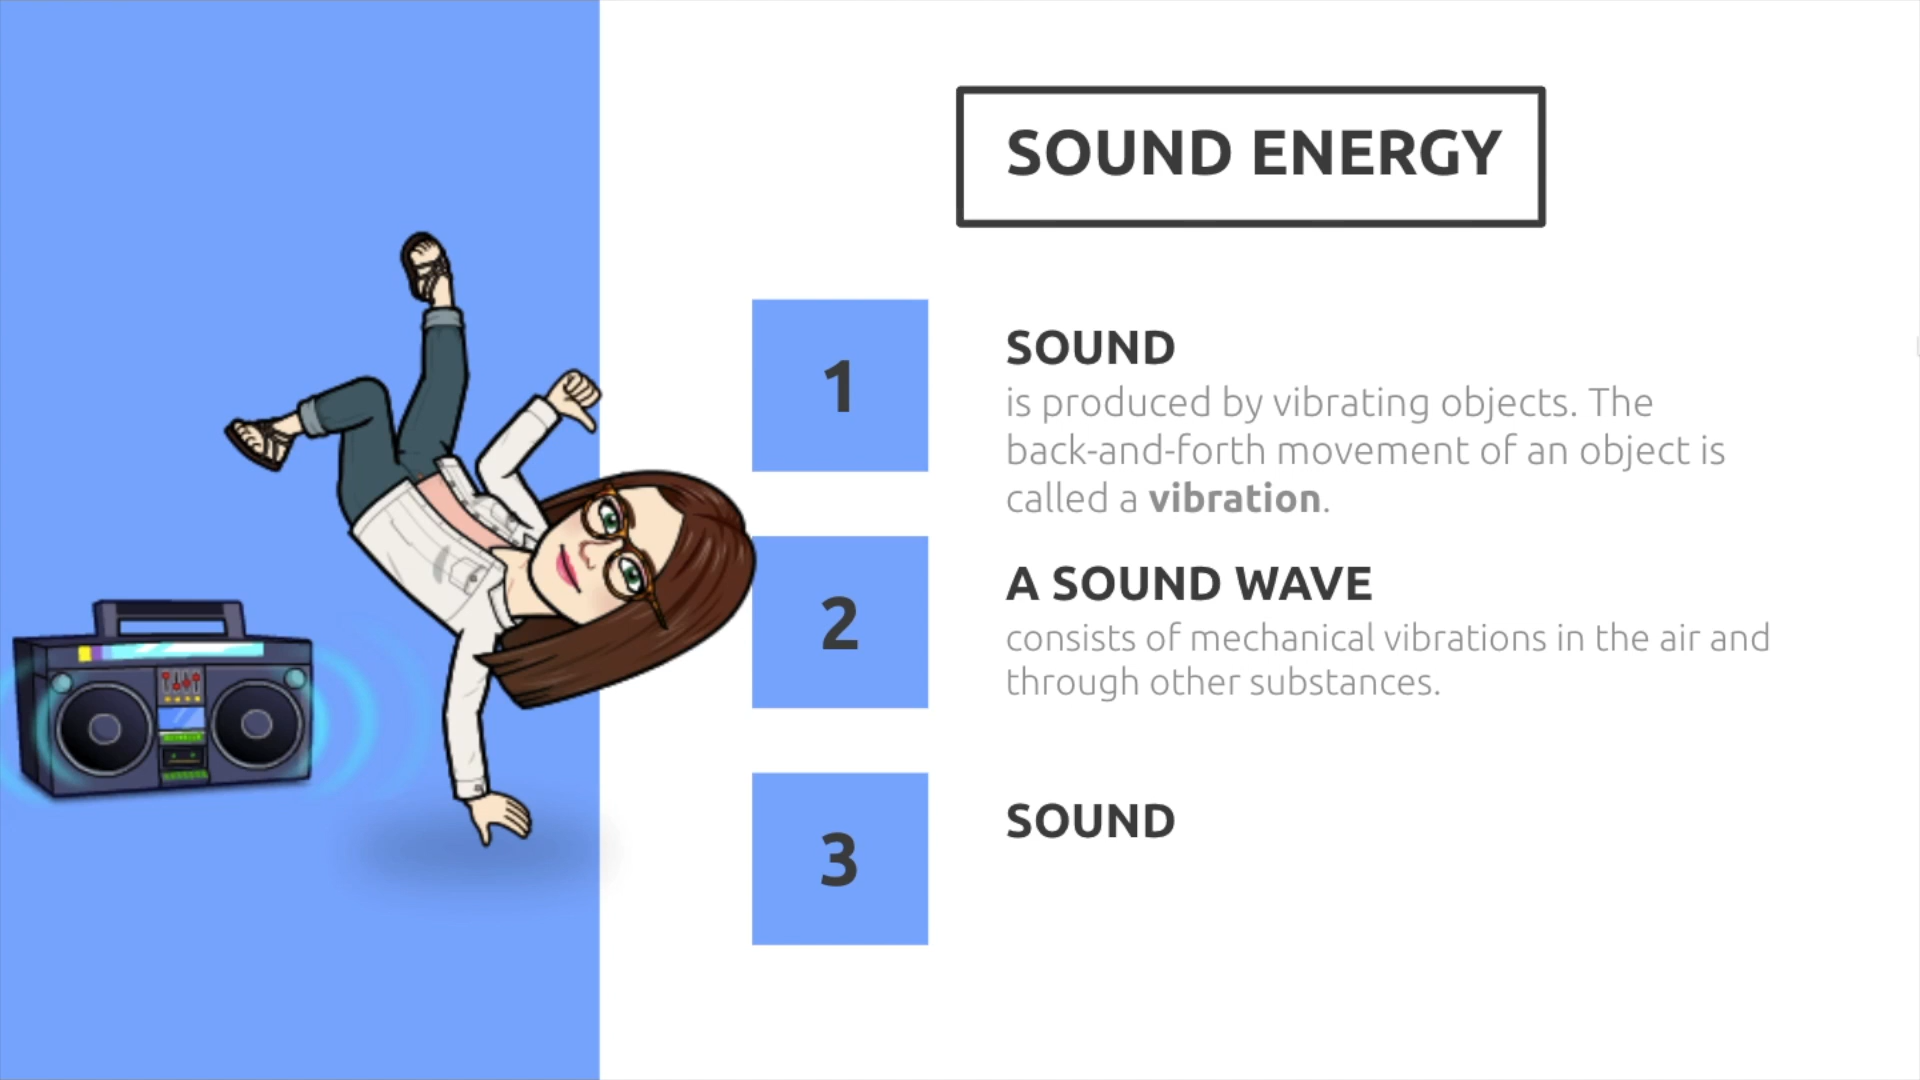 SOUND ENERGY
1
SOUND
is produced by vibrating objects. The
back-and-forth movement of an object is
called a vibration.
2
A SOUND WAVE
consists of mechanical vibrations in the air and
through other substances.
3
SOUND